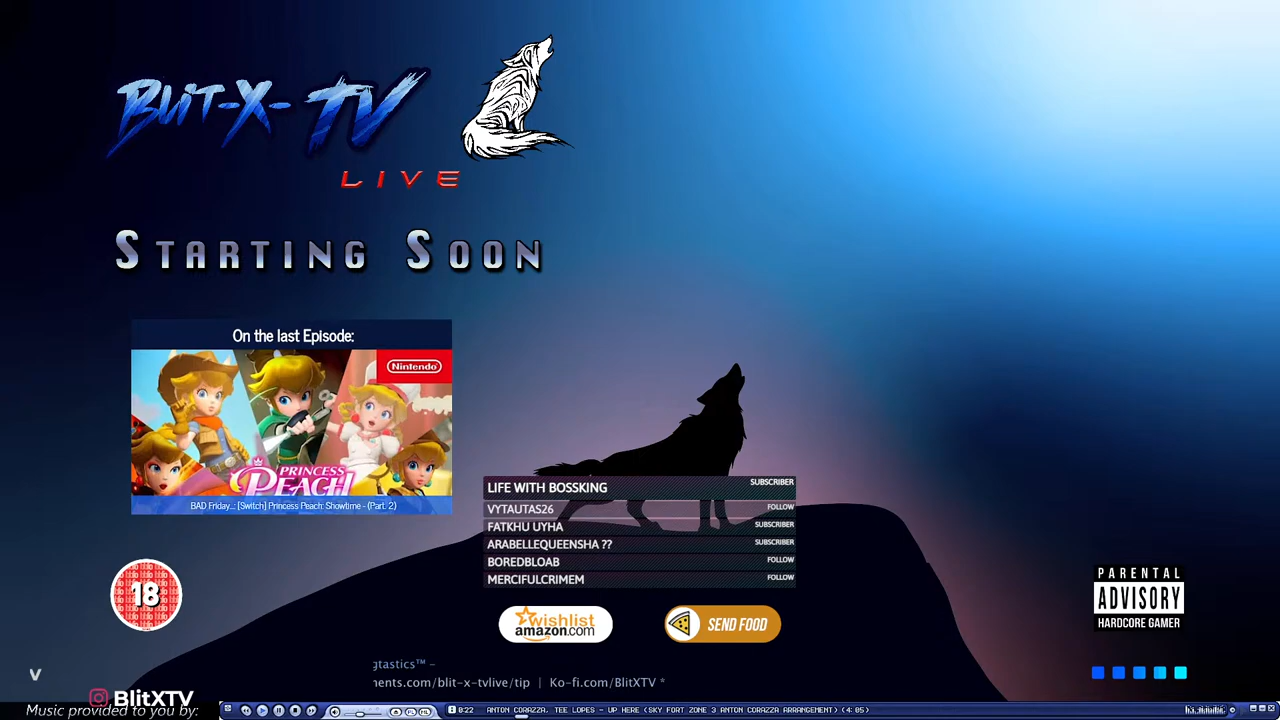 BLIT-X- TV
LIVE
STARTING SOON
On the last Episode:
Nintendo
PRINCESS
PEACH
BAD Friday..: [Switch] Princess Peach: Showtime - (Part. 2)
LIFE WITH BOSSKING SUBSCRIBER
VYTAUTAS26 FOLLOW
FATKHU UYHA SUBSCRIBER
ARABELLEQUEENSHA ?? SUBSCRIBER
BOREDBLOAB FOLLOW
MERCIFULCRIMEM FOLLOW
18
wishlist
amazon.com
SEND FOOD
PARENTAL
ADVISORY
HARDCORE GAMER
gtastics™ –
nents.com/blit-x-tvlive/tip | Ko-fi.com/BlitXTV *
v
BlitXTV
Music provided to you by:
0:22 ANTON CORAZZA, TEE LOPES - UP HERE (SKY FORT ZONE 3 ANTON CORAZZA ARRANGEMENT) (4:05)